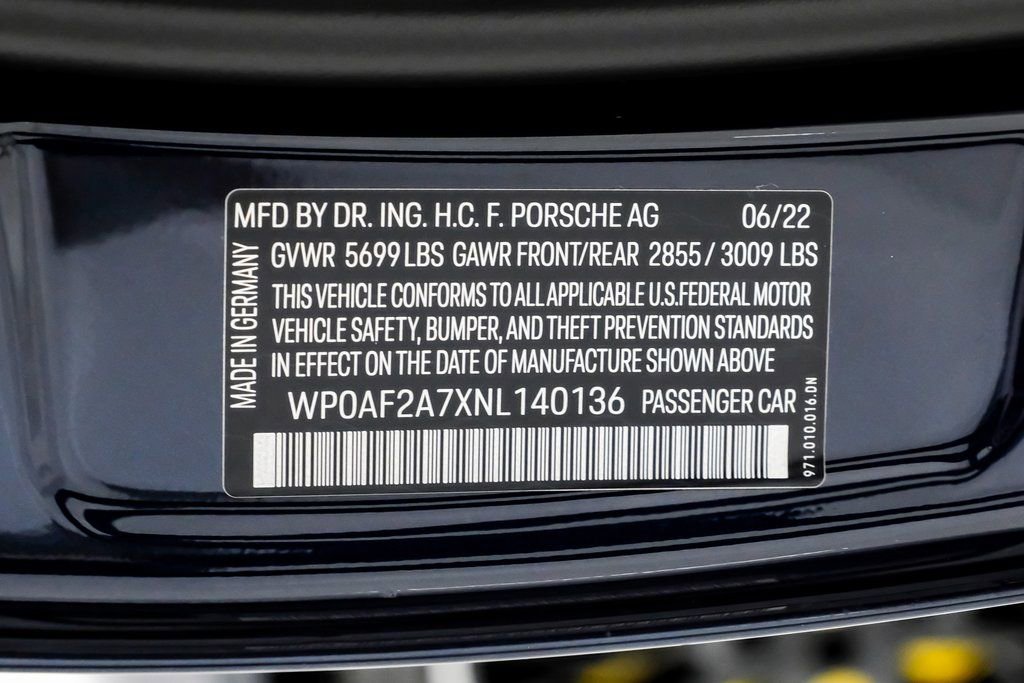 MFD BY DR. ING. H.C. F. PORSCHE AG 06/22
GVWR 5699 LBS GAWR FRONT/REAR 2855 / 3009 LBS
MADE IN GERMANY
THIS VEHICLE CONFORMS TO ALL APPLICABLE U.S.FEDERAL MOTOR
VEHICLE SAFETY, BUMPER, AND THEFT PREVENTION STANDARDS
IN EFFECT ON THE DATE OF MANUFACTURE SHOWN ABOVE
WP0AF2A7XNL140136 PASSENGER CAR
971.010.016.DN